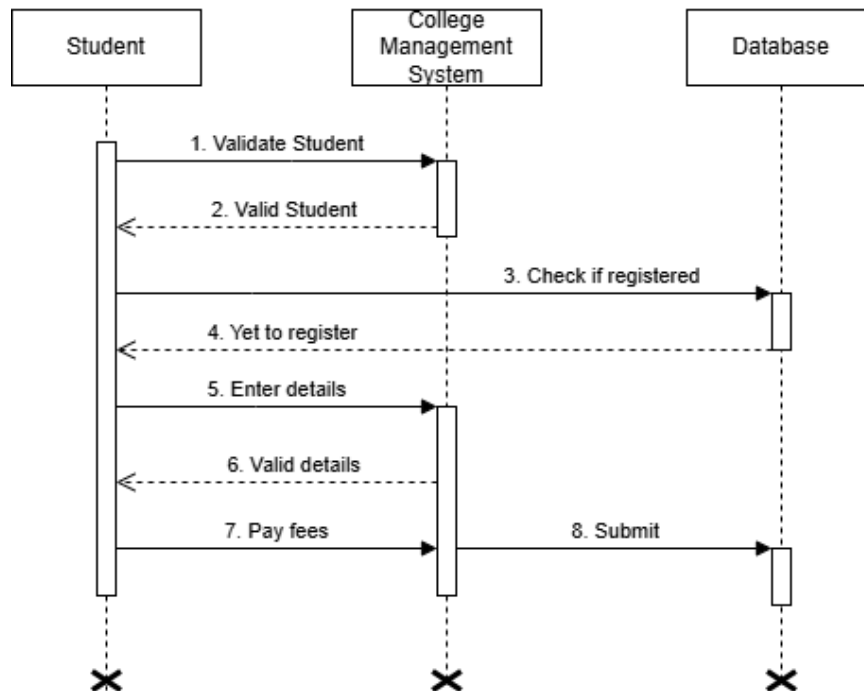 Student
College
Management
System
Database
1. Validate Student
2. Valid Student
3. Check if registered
4. Yet to register
5. Enter details
6. Valid details
7. Pay fees
8. Submit